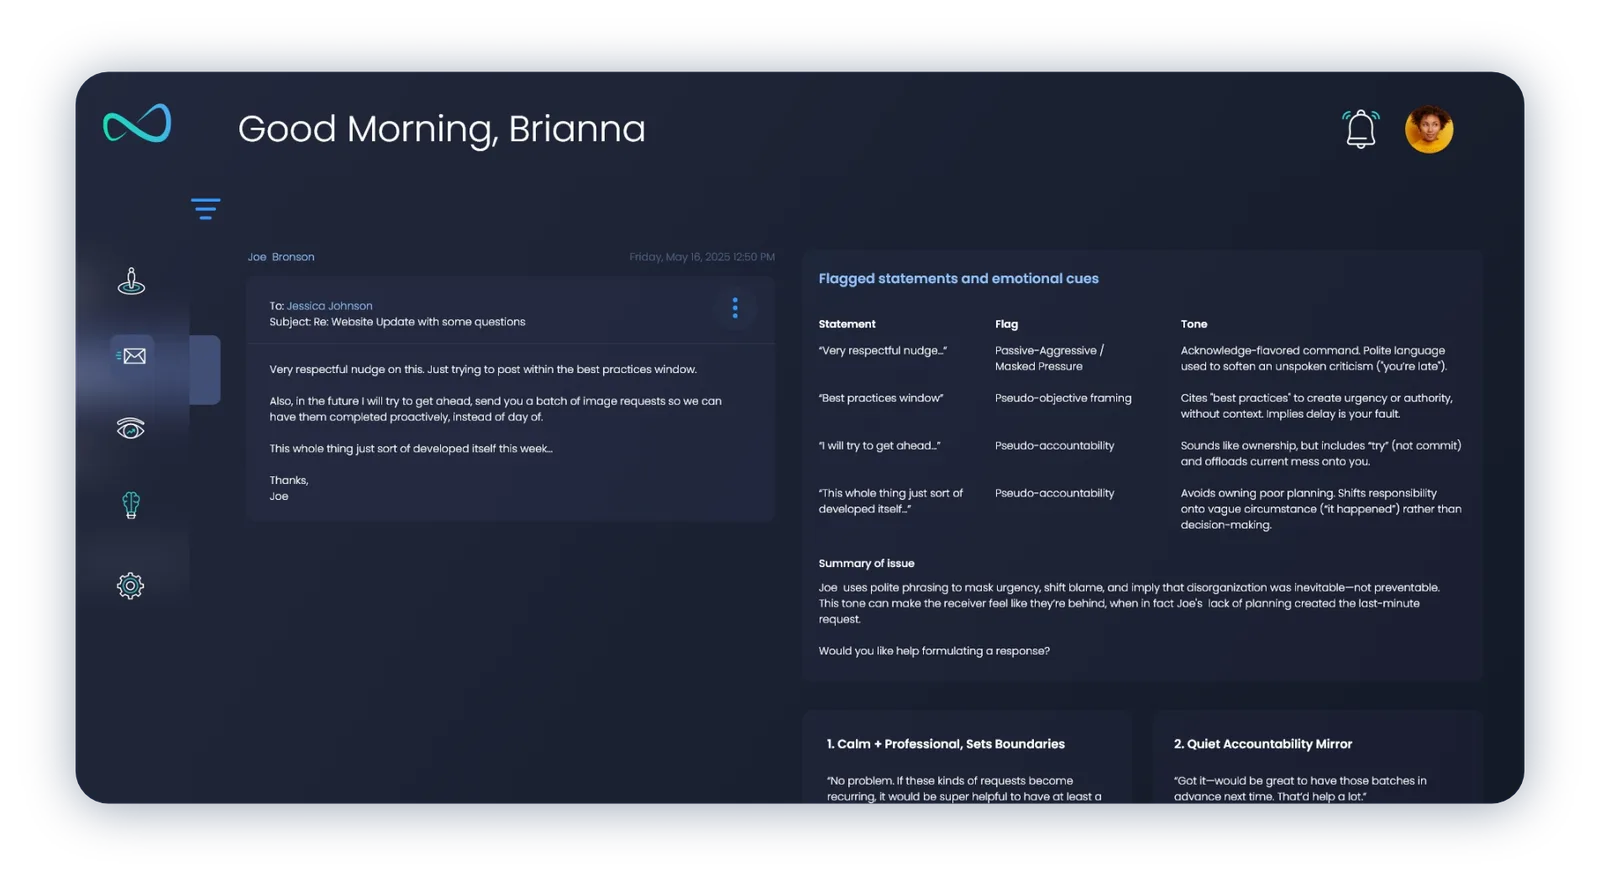 Good Morning, Brianna
Joe Bronson
Friday, May 16, 2025 12:50 PM
To: Jessica Johnson
Subject: Re: Website Update with some questions
Very respectful nudge on this. Just trying to post within the best practices window.
Also, in the future I will try to get ahead, send you a batch of image requests so we can
have them completed proactively, instead of day of.
This whole thing just sort of developed itself this week...
Thanks,
Joe
Flagged statements and emotional cues
Statement
Flag
Tone
“Very respectful nudge...”
Passive-Aggressive /
Masked Pressure
Acknowledge-flavored command. Polite language
used to soften an unspoken criticism ("you're late").
“Best practices window”
Pseudo-objective framing
Cites "best practices" to create urgency or authority,
without context. Implies delay is your fault.
“I will try to get ahead...”
Pseudo-accountability
Sounds like ownership, but includes “try” (not commit)
and offloads current mess onto you.
“This whole thing just sort of
developed itself...”
Pseudo-accountability
Avoids owning poor planning. Shifts responsibility
onto vague circumstance (“it happened”) rather than
decision-making.
Summary of issue
Joe uses polite phrasing to mask urgency, shift blame, and imply that disorganization was inevitable—not preventable.
This tone can make the receiver feel like they’re behind, when in fact Joe's lack of planning created the last-minute
request.
Would you like help formulating a response?
1. Calm + Professional, Sets Boundaries
“No problem. If these kinds of requests become
recurring, it would be super helpful to have at least a
2. Quiet Accountability Mirror
“Got it—would be great to have those batches in
advance next time. That’d help a lot.”